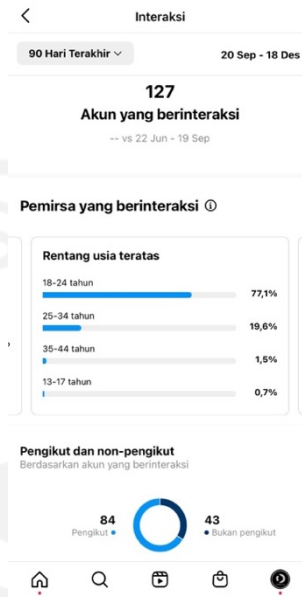 Interaksi
90 Hari Terakhir
20 Sep - 18 Des
127
Akun yang berinteraksi
-- vs 22 Jun - 19 Sep
Pemirsa yang berinteraksi
Rentang usia teratas
18-24 tahun
77,1%
25-34 tahun
19,6%
35-44 tahun
1,5%
13-17 tahun
0,7%
Pengikut dan non-pengikut
Berdasarkan akun yang berinteraksi
84
Pengikut
43
Bukan pengikut